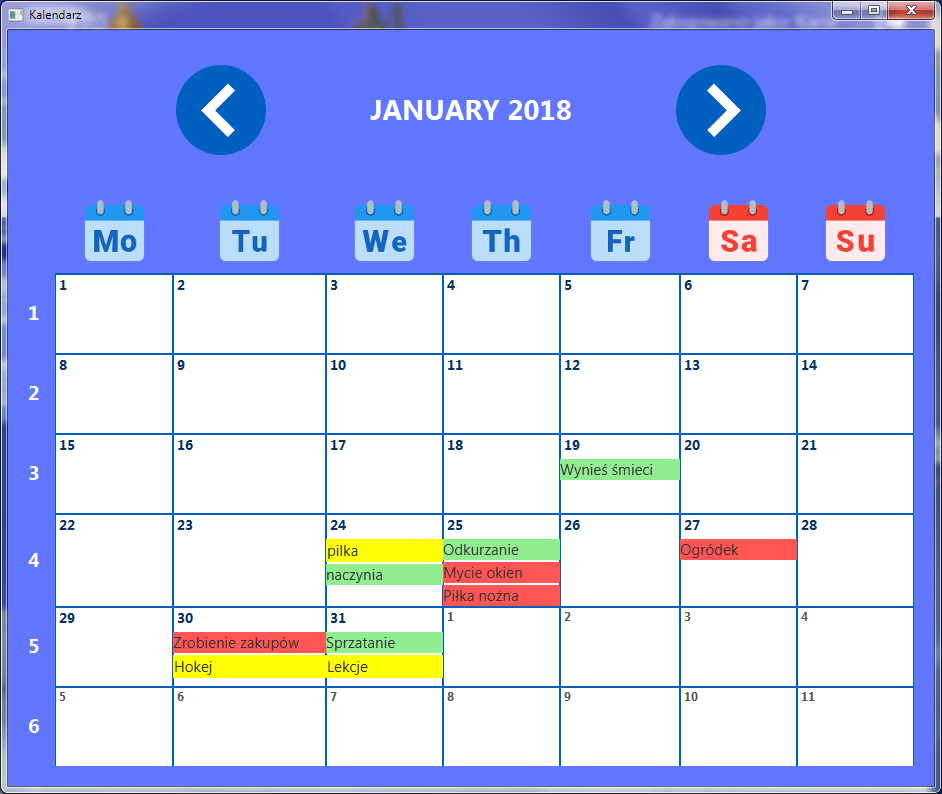 Kalendarz
Zalogowano jako: Karol
JANUARY 2018
Mo Tu We Th Fr Sa Su
1
1 2 3 4 5 6 7
2
8 9 10 11 12 13 14
3
15 16 17 18 19 20 21
Wynieś śmieci
4
22 23 24 25 26 27 28
pilka Odkurzanie Ogródek
naczynia Mycie okien
Piłka nożna
5
29 30 31 1 2 3 4
Zrobienie zakupów Sprzatanie
Hokej Lekcje
6
5 6 7 8 9 10 11